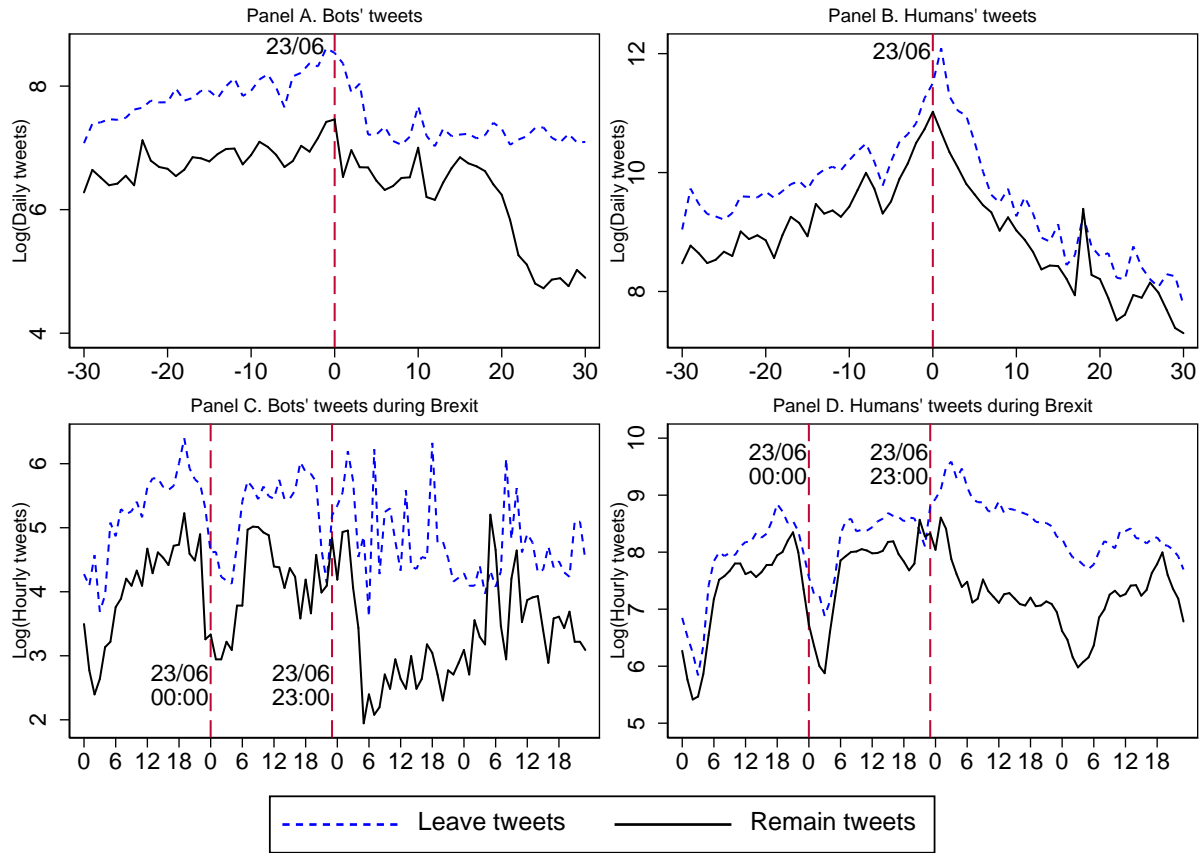 Panel A. Bots' tweets
23/06
Log(Daily tweets)
8
6
4
-30 -20 -10 0 10 20 30
Panel B. Humans' tweets
23/06
Log(Daily tweets)
12
10
8
-30 -20 -10 0 10 20 30
Panel C. Bots' tweets during Brexit
Log(Hourly tweets)
6
5
4
3
2
23/06
00:00
23/06
23:00
0 6 12 18 0 6 12 18 0 6 12 18 0 6 12 18
Panel D. Humans' tweets during Brexit
Log(Hourly tweets)
10
9
8
7
6
5
23/06
00:00
23/06
23:00
0 6 12 18 0 6 12 18 0 6 12 18 0 6 12 18
Leave tweets
Remain tweets